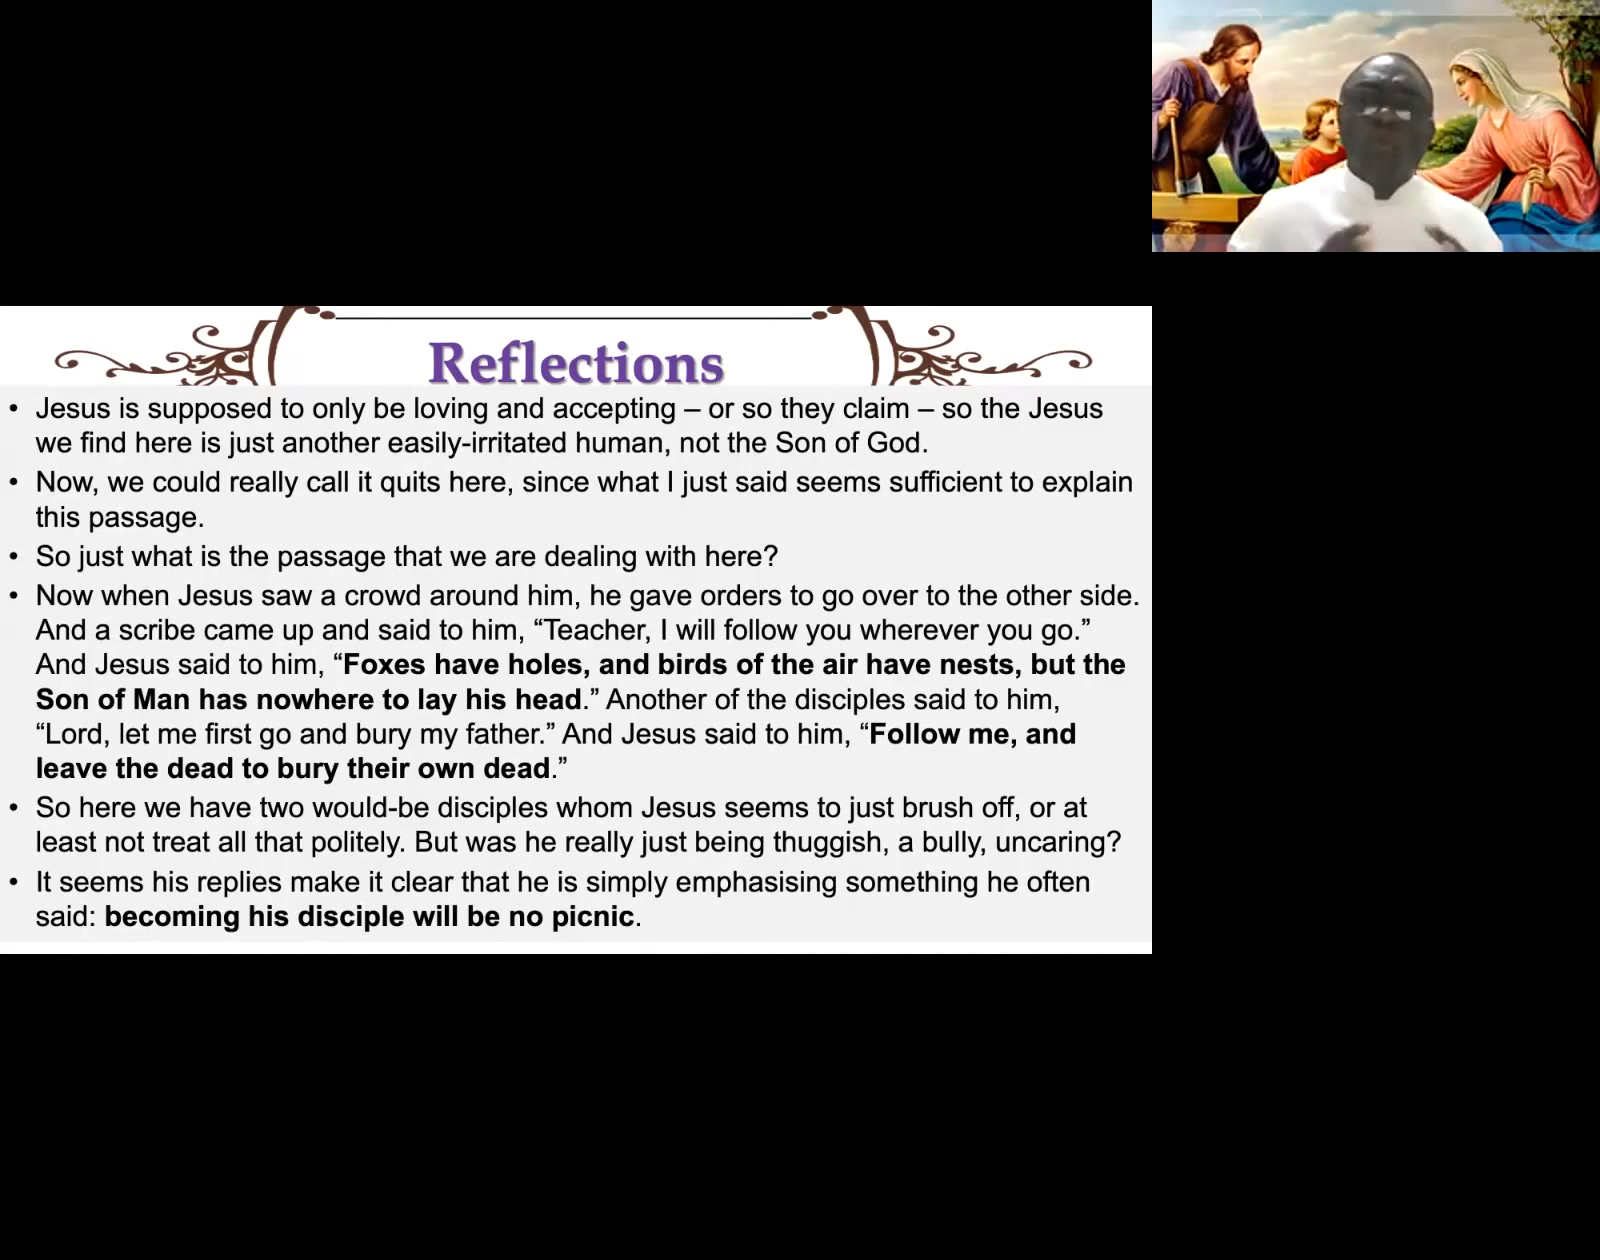 Reflections
• Jesus is supposed to only be loving and accepting – or so they claim – so the Jesus
we find here is just another easily-irritated human, not the Son of God.
• Now, we could really call it quits here, since what I just said seems sufficient to explain
this passage.
• So just what is the passage that we are dealing with here?
• Now when Jesus saw a crowd around him, he gave orders to go over to the other side.
And a scribe came up and said to him, “Teacher, I will follow you wherever you go.”
And Jesus said to him, “Foxes have holes, and birds of the air have nests, but the
Son of Man has nowhere to lay his head.” Another of the disciples said to him,
“Lord, let me first go and bury my father.” And Jesus said to him, “Follow me, and
leave the dead to bury their own dead.”
• So here we have two would-be disciples whom Jesus seems to just brush off, or at
least not treat all that politely. But was he really just being thuggish, a bully, uncaring?
• It seems his replies make it clear that he is simply emphasising something he often
said: becoming his disciple will be no picnic.